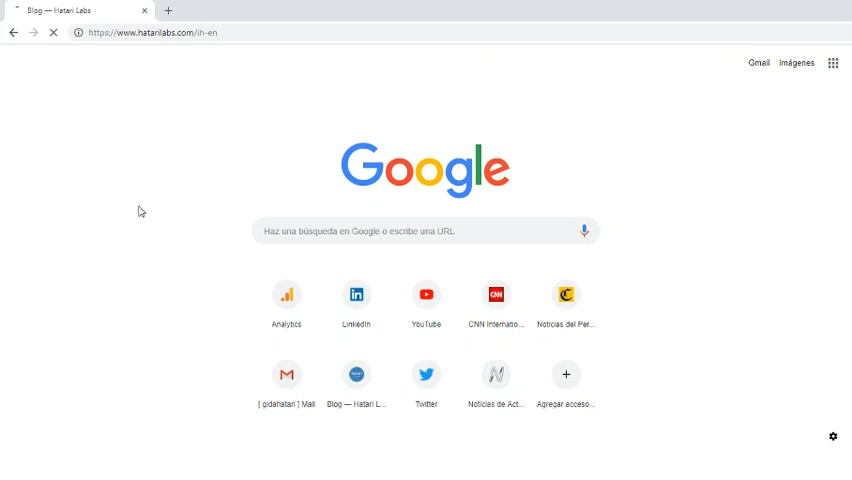 Blog — Hatari Labs
https://www.hatarilabs.com/ih-en
Gmail Imágenes
Google
Haz una búsqueda en Google o escribe una URL
CNN
Analytics LinkedIn YouTube CNN Internatio... Noticias del Per...
hatari
[ gidahatari ] Mail Blog — Hatari L... Twitter Noticias de Act... Agregar acceso...